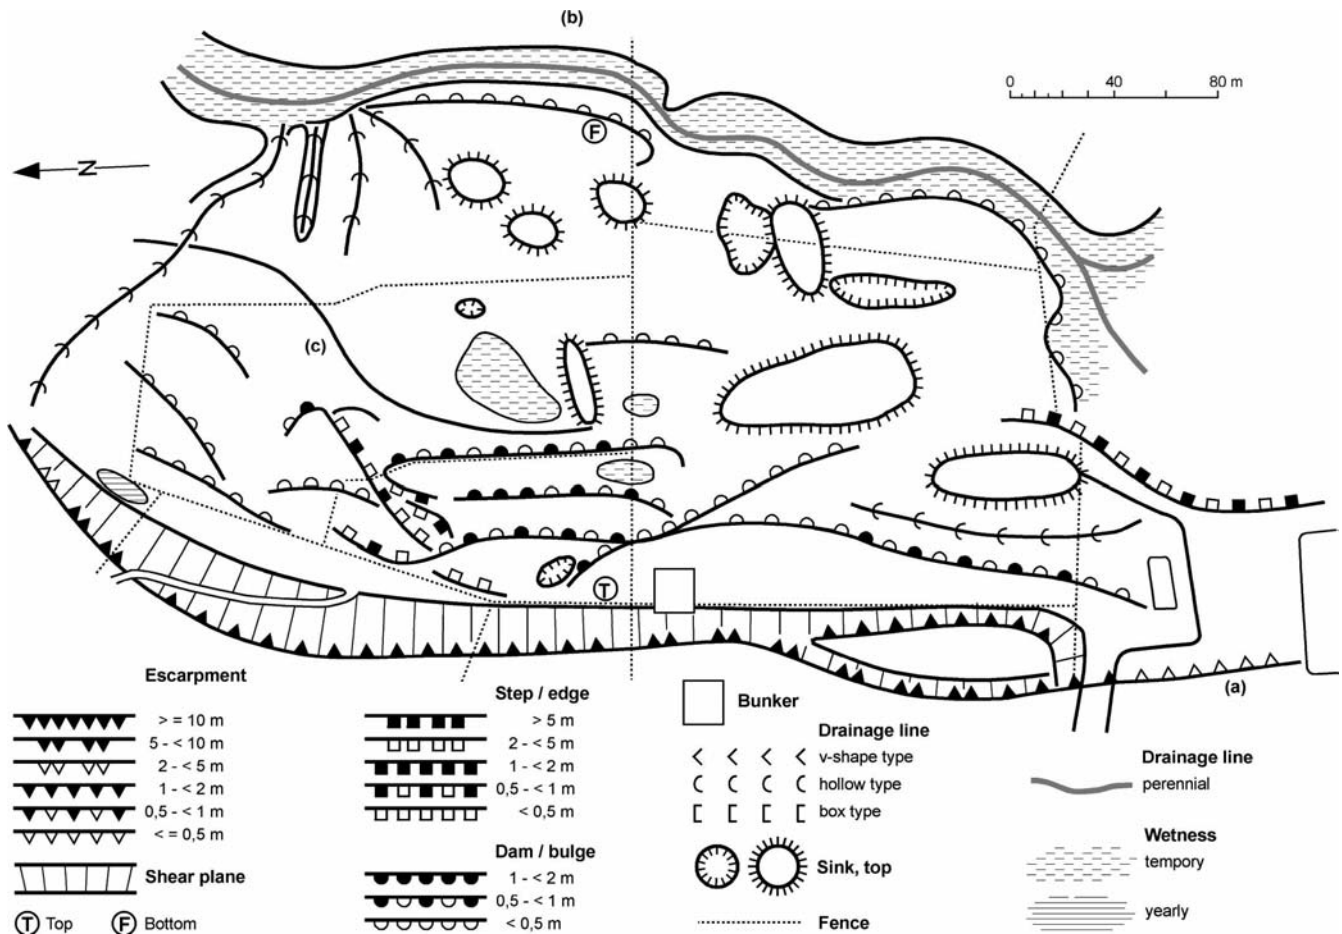 (b)
0 40 80 m
N
F
(c)
T
(a)
Escarpment
> = 10 m
5 - < 10 m
2 - < 5 m
1 - < 2 m
0,5 - < 1 m
< = 0,5 m
Shear plane
T Top F Bottom
Step / edge
> 5 m
2 - < 5 m
1 - < 2 m
0,5 - < 1 m
< 0,5 m
Dam / bulge
1 - < 2 m
0,5 - < 1 m
< 0,5 m
Bunker
Drainage line
v-shape type
hollow type
box type
Sink, top
Fence
Drainage line
perennial
Wetness
tempory
yearly